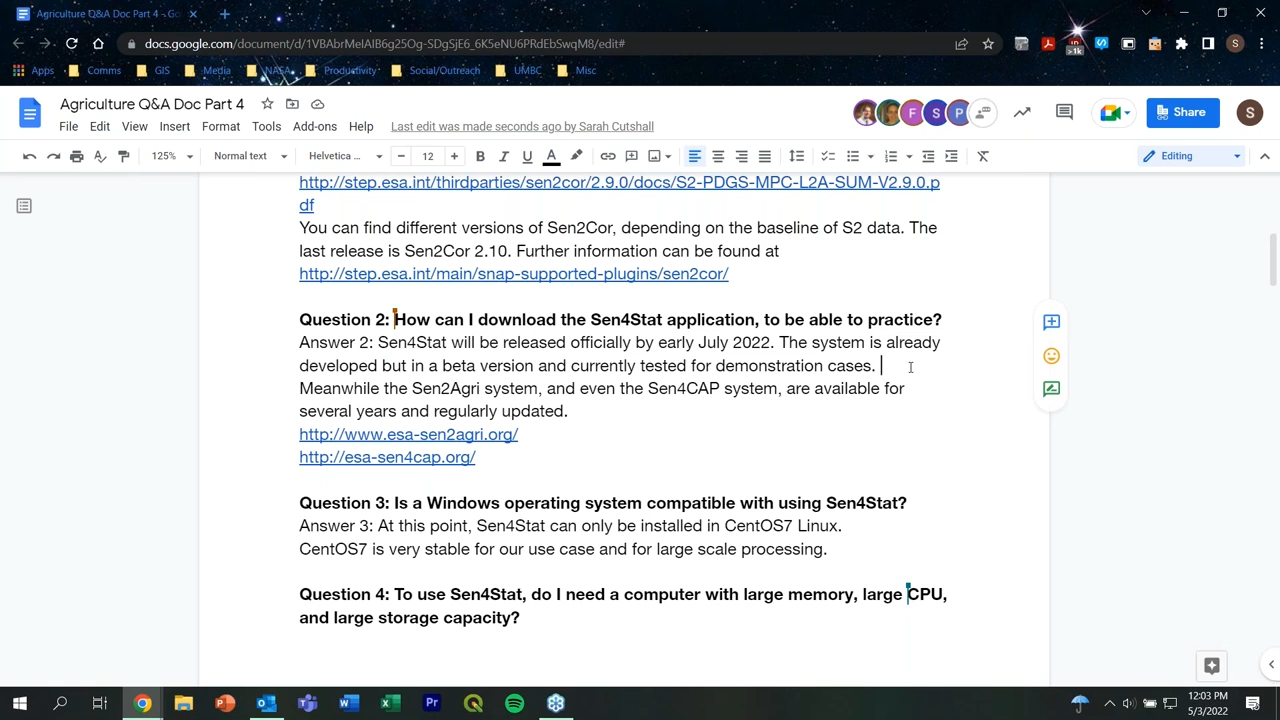 Agriculture Q&A Doc Part 4 - Go
docs.google.com/document/d/1VBAbrMeIAIB6g25Og-SDgSjE6_6K5eNU6PRdEbSwqM8/edit#
>1k
S
Apps Comms GIS Media NASA Productivity Social/Outreach UMBC Misc
Agriculture Q&A Doc Part 4
F S P
Share
S
File Edit View Insert Format Tools Add-ons Help Last edit was made seconds ago by Sarah Cutshall
125% Normal text Helvetica ... 12 B I U A Editing
http://step.esa.int/thirdparties/sen2cor/2.9.0/docs/S2-PDGS-MPC-L2A-SUM-V2.9.0.p
df
You can find different versions of Sen2Cor, depending on the baseline of S2 data. The
last release is Sen2Cor 2.10. Further information can be found at
http://step.esa.int/main/snap-supported-plugins/sen2cor/
Question 2: How can I download the Sen4Stat application, to be able to practice?
Answer 2: Sen4Stat will be released officially by early July 2022. The system is already
developed but in a beta version and currently tested for demonstration cases.
Meanwhile the Sen2Agri system, and even the Sen4CAP system, are available for
several years and regularly updated.
http://www.esa-sen2agri.org/
http://esa-sen4cap.org/
Question 3: Is a Windows operating system compatible with using Sen4Stat?
Answer 3: At this point, Sen4Stat can only be installed in CentOS7 Linux.
CentOS7 is very stable for our use case and for large scale processing.
Question 4: To use Sen4Stat, do I need a computer with large memory, large CPU,
and large storage capacity?
12:03 PM
5/3/2022